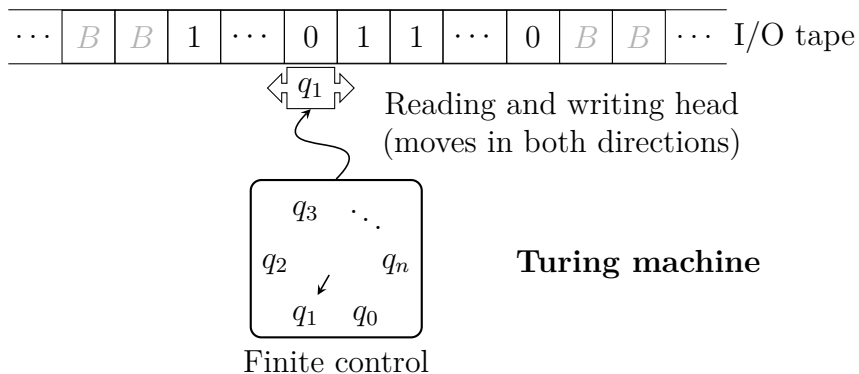 ⋯ B B 1 ⋯ 0 1 1 ⋯ 0 B B ⋯ I/O tape
q₁
Reading and writing head
(moves in both directions)
q₃ ⋱
q₂ qₙ
Turing machine
q₁ q₀
Finite control